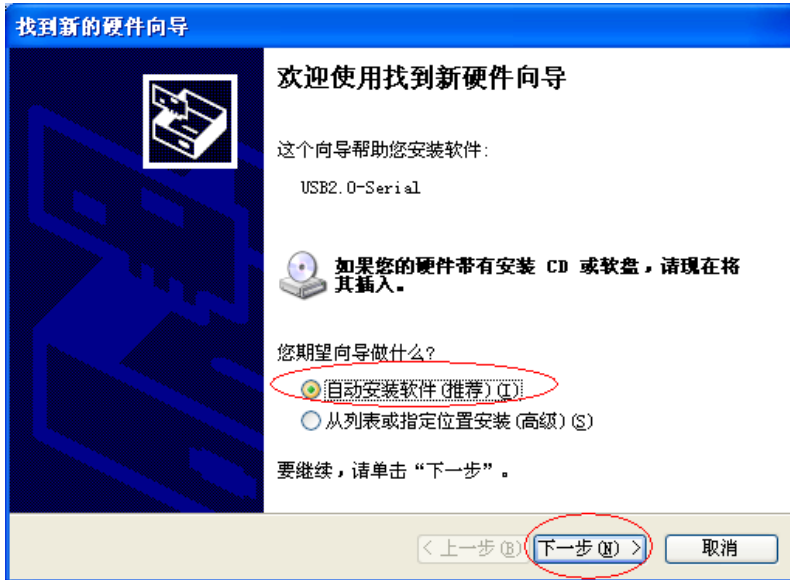 找到新的硬件向导
欢迎使用找到新硬件向导
这个向导帮助您安装软件:
USB2.0-Serial
如果您的硬件带有安装 CD 或软盘，请现在将
其插入。
您期望向导做什么?
自动安装软件(推荐)(I)
从列表或指定位置安装(高级)(S)
要继续，请单击“下一步”。
< 上一步(B) 下一步(N) > 取消